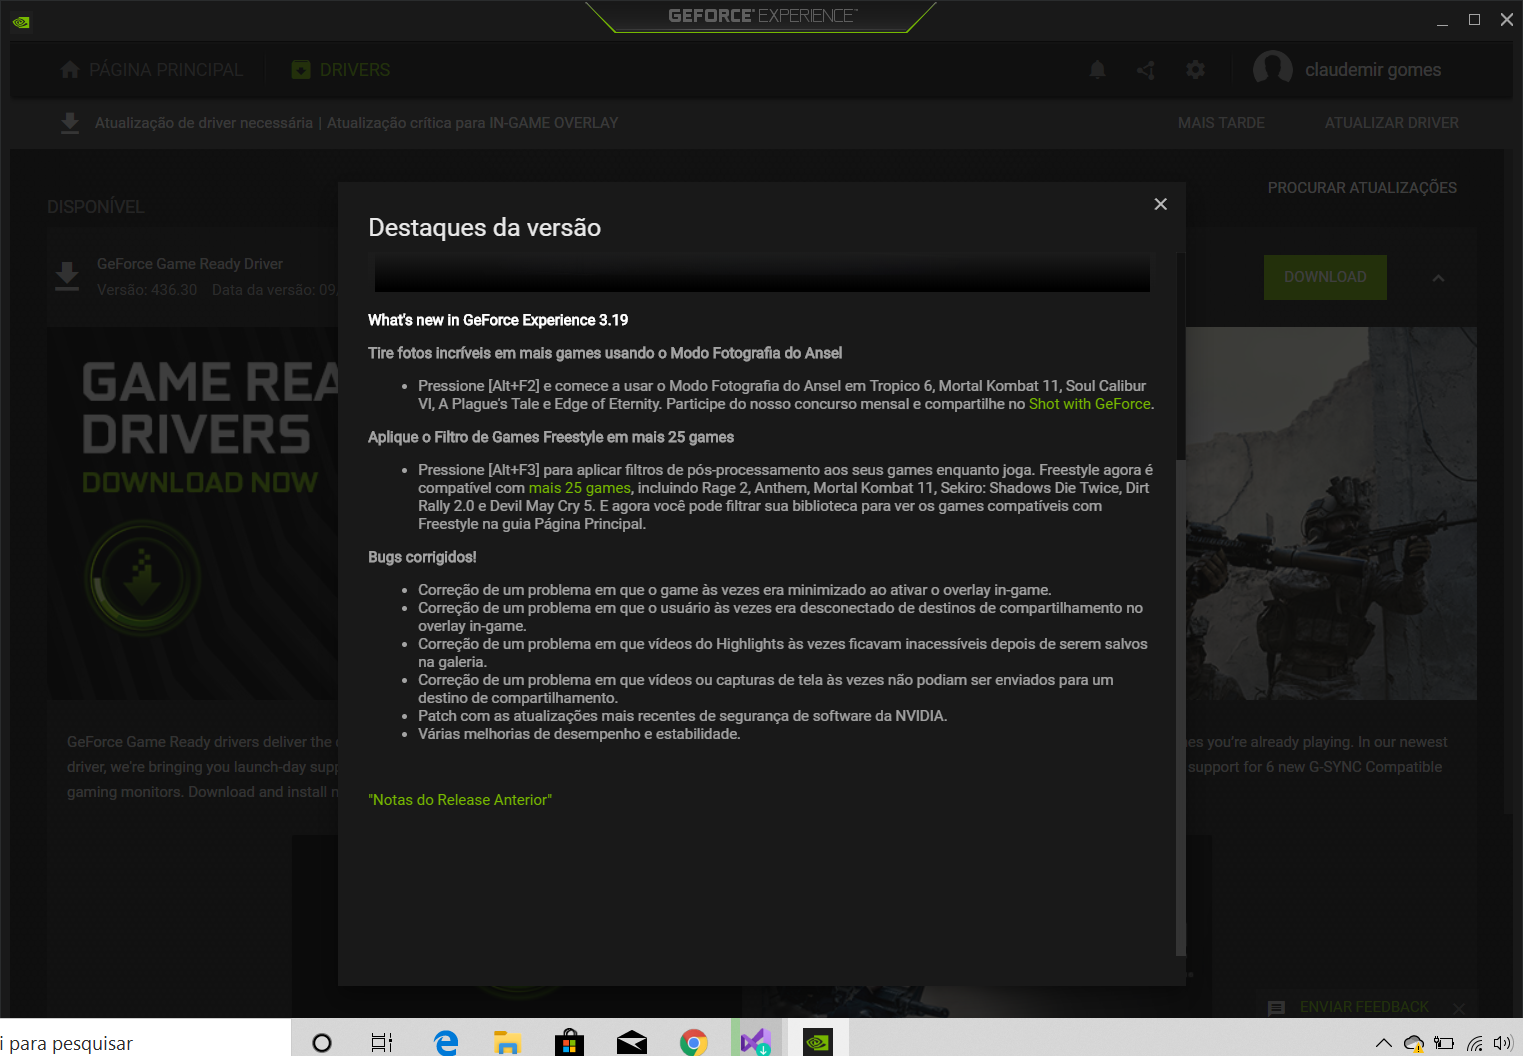 GEFORCE EXPERIENCE
PÁGINA PRINCIPAL
DRIVERS
claudemir gomes
Atualização de driver necessária | Atualização crítica para IN-GAME OVERLAY
MAIS TARDE
ATUALIZAR DRIVER
PROCURAR ATUALIZAÇÕES
DISPONÍVEL
GeForce Game Ready Driver
Versão: 436.30 Data da versão: 09/
DOWNLOAD
GAME REA
DRIVERS
DOWNLOAD NOW
Destaques da versão
What's new in GeForce Experience 3.19
Tire fotos incríveis em mais games usando o Modo Fotografia do Ansel
• Pressione [Alt+F2] e comece a usar o Modo Fotografia do Ansel em Tropico 6, Mortal Kombat 11, Soul Calibur
VI, A Plague's Tale e Edge of Eternity. Participe do nosso concurso mensal e compartilhe no Shot with GeForce.
Aplique o Filtro de Games Freestyle em mais 25 games
• Pressione [Alt+F3] para aplicar filtros de pós-processamento aos seus games enquanto joga. Freestyle agora é
compatível com mais 25 games, incluindo Rage 2, Anthem, Mortal Kombat 11, Sekiro: Shadows Die Twice, Dirt
Rally 2.0 e Devil May Cry 5. E agora você pode filtrar sua biblioteca para ver os games compatíveis com
Freestyle na guia Página Principal.
Bugs corrigidos!
• Correção de um problema em que o game às vezes era minimizado ao ativar o overlay in-game.
• Correção de um problema em que o usuário às vezes era desconectado de destinos de compartilhamento no
overlay in-game.
• Correção de um problema em que vídeos do Highlights às vezes ficavam inacessíveis depois de serem salvos
na galeria.
• Correção de um problema em que vídeos ou capturas de tela às vezes não podiam ser enviados para um
destino de compartilhamento.
• Patch com as atualizações mais recentes de segurança de software da NVIDIA.
• Várias melhorias de desempenho e estabilidade.
"Notas do Release Anterior"
GeForce Game Ready drivers deliver the
es you're already playing. In our newest
driver, we're bringing you launch-day sup
support for 6 new G-SYNC Compatible
gaming monitors. Download and install
ENVIAR FEEDBACK
i para pesquisar